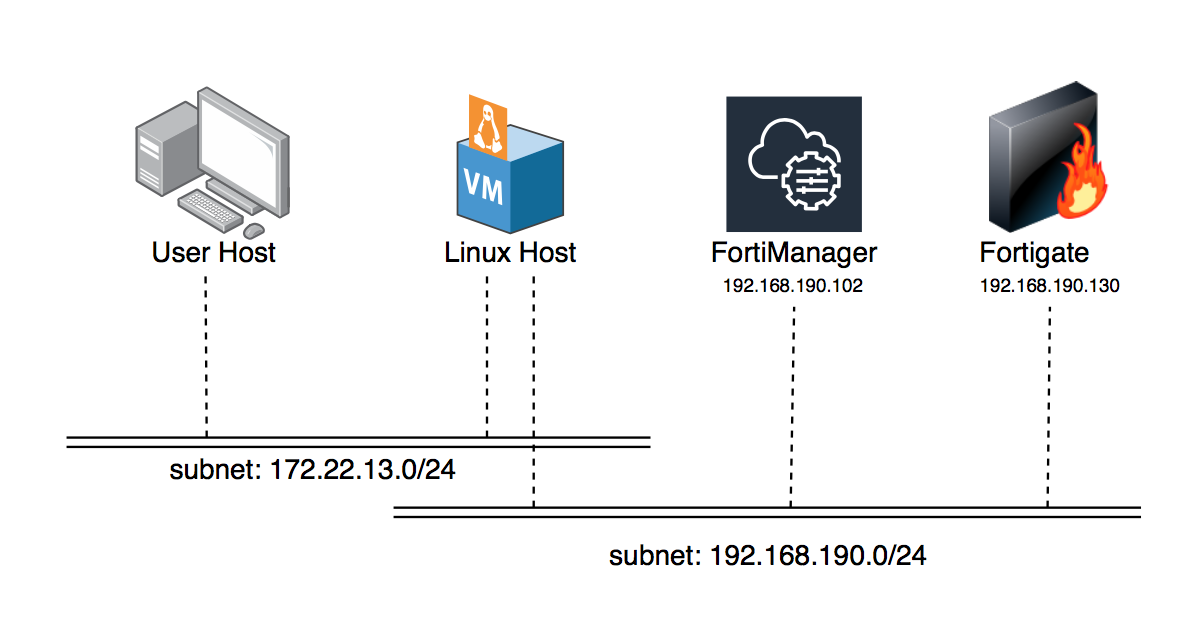 VM
User Host
Linux Host
FortiManager
Fortigate
192.168.190.102
192.168.190.130
subnet: 172.22.13.0/24
subnet: 192.168.190.0/24